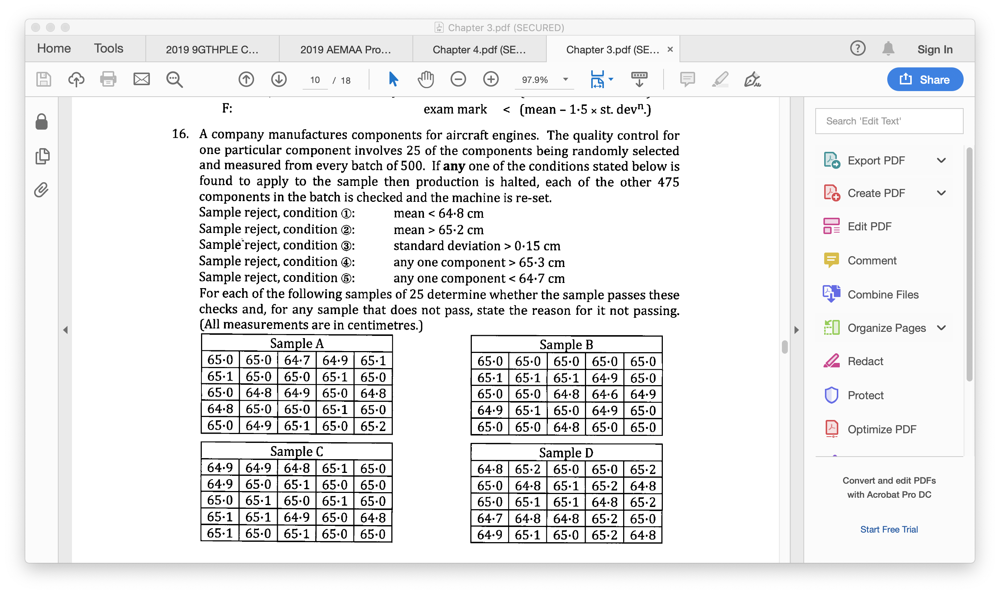 Chapter 3.pdf (SECURED)
Home Tools 2019 9GTHPLE C... 2019 AEMAA Pro... Chapter 4.pdf (SE... Chapter 3.pdf (SE... × Sign In
10 / 18 97.9% Share
F: exam mark < (mean – 1·5 × st. devⁿ.)
16. A company manufactures components for aircraft engines. The quality control for
one particular component involves 25 of the components being randomly selected
and measured from every batch of 500. If any one of the conditions stated below is
found to apply to the sample then production is halted, each of the other 475
components in the batch is checked and the machine is re-set.
Sample reject, condition ①: mean < 64·8 cm
Sample reject, condition ②: mean > 65·2 cm
Sample reject, condition ③: standard deviation > 0·15 cm
Sample reject, condition ④: any one component > 65·3 cm
Sample reject, condition ⑤: any one component < 64·7 cm
For each of the following samples of 25 determine whether the sample passes these
checks and, for any sample that does not pass, state the reason for it not passing.
(All measurements are in centimetres.)
Sample A
65·0 65·0 64·7 64·9 65·1
65·1 65·0 65·0 65·1 65·0
65·0 64·8 64·9 65·0 64·8
64·8 65·0 65·0 65·1 65·0
65·0 64·9 65·1 65·0 65·2
Sample B
65·0 65·0 65·0 65·0 65·0
65·1 65·1 65·1 64·9 65·0
65·0 65·0 64·8 64·6 64·9
64·9 65·1 65·0 64·9 65·0
65·0 65·0 64·8 65·0 65·0
Sample C
64·9 64·9 64·8 65·1 65·0
64·9 65·0 65·1 65·0 65·0
65·0 65·1 65·0 65·1 65·0
65·1 65·1 64·9 65·0 64·8
65·1 65·0 65·1 65·0 65·0
Sample D
64·8 65·2 65·0 65·0 65·2
65·0 64·8 65·1 65·2 64·8
65·0 65·1 65·1 64·8 65·2
64·7 64·8 64·8 65·2 65·0
64·9 65·1 65·0 65·2 64·8
Search 'Edit Text'
Export PDF
Create PDF
Edit PDF
Comment
Combine Files
Organize Pages
Redact
Protect
Optimize PDF
Convert and edit PDFs
with Acrobat Pro DC
Start Free Trial